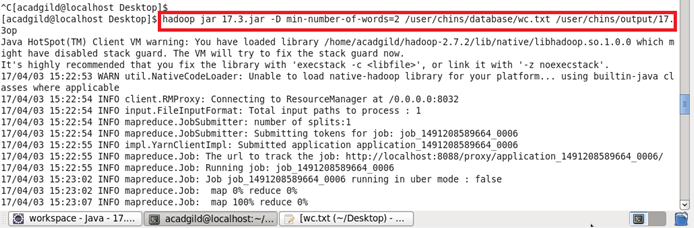 ^C[acadgild@localhost Desktop]$
[acadgild@localhost Desktop]$ hadoop jar 17.3.jar -D min-number-of-words=2 /user/chins/database/wc.txt /user/chins/output/17.
3op
Java HotSpot(TM) Client VM warning: You have loaded library /home/acadgild/hadoop-2.7.2/lib/native/libhadoop.so.1.0.0 which m
ight have disabled stack guard. The VM will try to fix the stack guard now.
It's highly recommended that you fix the library with 'execstack -c <libfile>', or link it with '-z noexecstack'.
17/04/03 15:22:53 WARN util.NativeCodeLoader: Unable to load native-hadoop library for your platform... using builtin-java cl
asses where applicable
17/04/03 15:22:54 INFO client.RMProxy: Connecting to ResourceManager at /0.0.0.0:8032
17/04/03 15:22:54 INFO input.FileInputFormat: Total input paths to process : 1
17/04/03 15:22:54 INFO mapreduce.JobSubmitter: number of splits:1
17/04/03 15:22:54 INFO mapreduce.JobSubmitter: Submitting tokens for job: job_1491208589664_0006
17/04/03 15:22:55 INFO impl.YarnClientImpl: Submitted application application_1491208589664_0006
17/04/03 15:22:55 INFO mapreduce.Job: The url to track the job: http://localhost:8088/proxy/application_1491208589664_0006/
17/04/03 15:22:55 INFO mapreduce.Job: Running job: job_1491208589664_0006
17/04/03 15:23:02 INFO mapreduce.Job: Job job_1491208589664_0006 running in uber mode : false
17/04/03 15:23:02 INFO mapreduce.Job:  map 0% reduce 0%
17/04/03 15:23:07 INFO mapreduce.Job:  map 100% reduce 0%
workspace - Java - 17....
acadgild@localhost:~/...
[wc.txt (~/Desktop) - ...